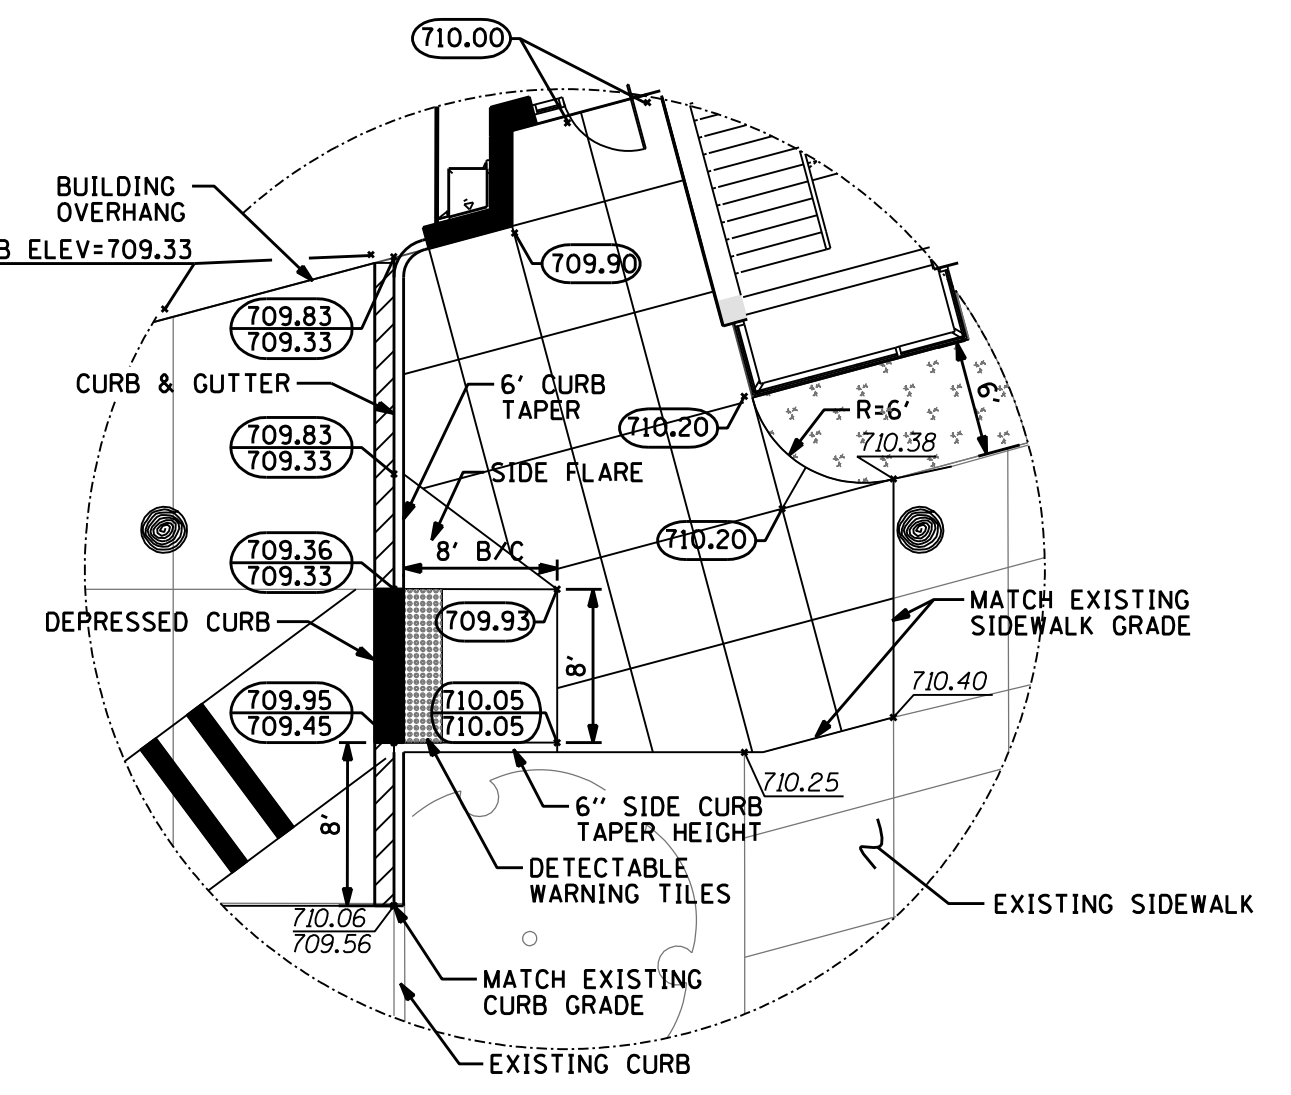 710.00
BUILDING
OVERHANG
B ELEV=709.33
709.90
709.83
709.33
CURB & GUTTER
6' CURB
TAPER
6'
R=6'
710.20
710.38
709.83
709.33
SIDE FLARE
710.20
8' B/C
709.36
709.33
MATCH EXISTING
SIDEWALK GRADE
DEPRESSED CURB
709.93
8'
710.40
709.95
709.45
710.05
710.05
710.25
6" SIDE CURB
TAPER HEIGHT
8'
DETECTABLE
WARNING TILES
EXISTING SIDEWALK
710.06
709.56
MATCH EXISTING
CURB GRADE
EXISTING CURB